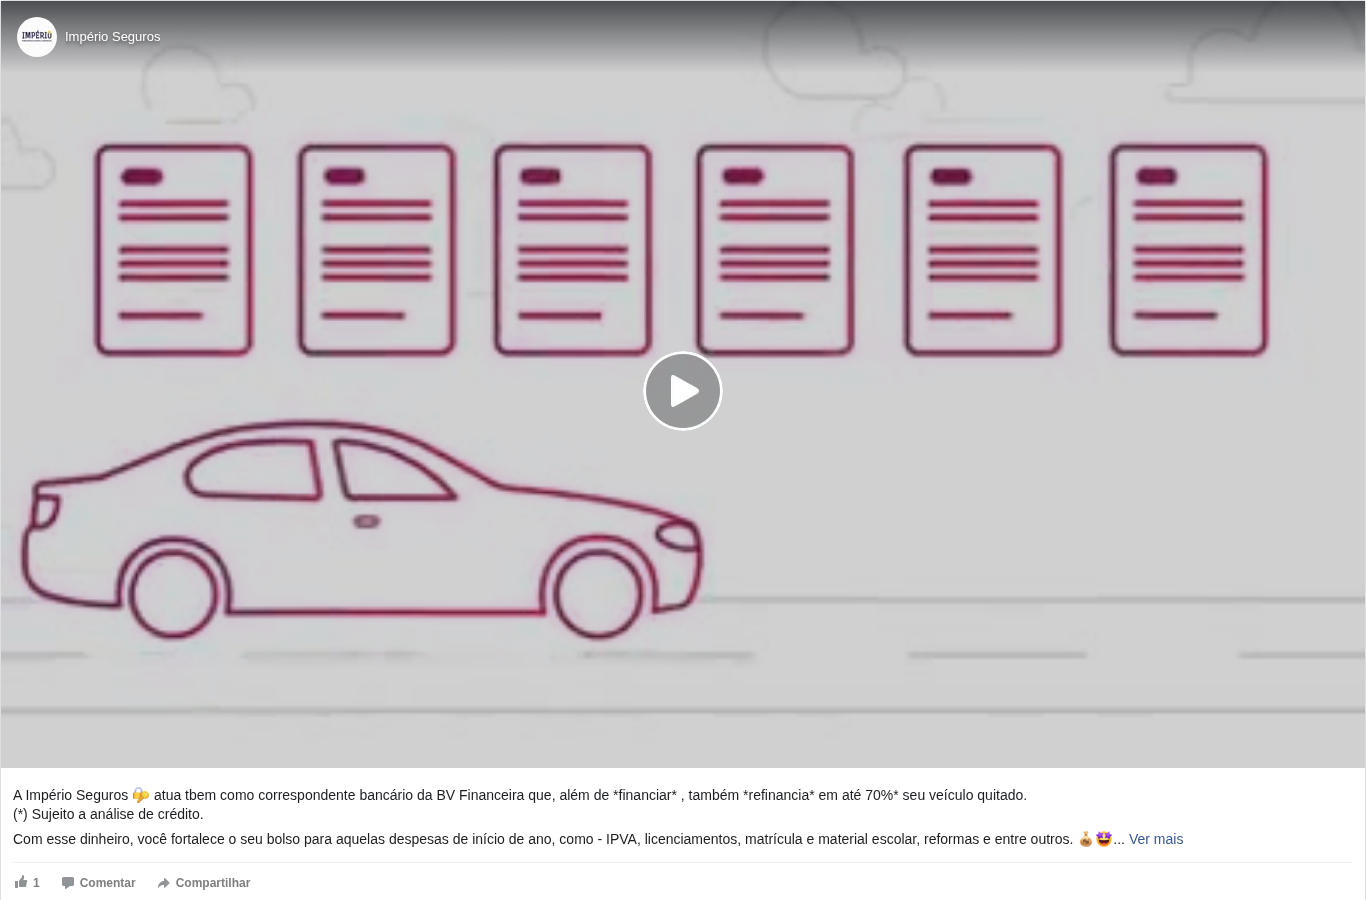 IMPÉRIO
Império Seguros
A Império Seguros 🔐 atua tbem como correspondente bancário da BV Financeira que, além de *financiar* , também *refinancia* em até 70%* seu veículo quitado.
(*) Sujeito a análise de crédito.
Com esse dinheiro, você fortalece o seu bolso para aquelas despesas de início de ano, como - IPVA, licenciamentos, matrícula e material escolar, reformas e entre outros. 💰🤩... Ver mais
1 Comentar Compartilhar